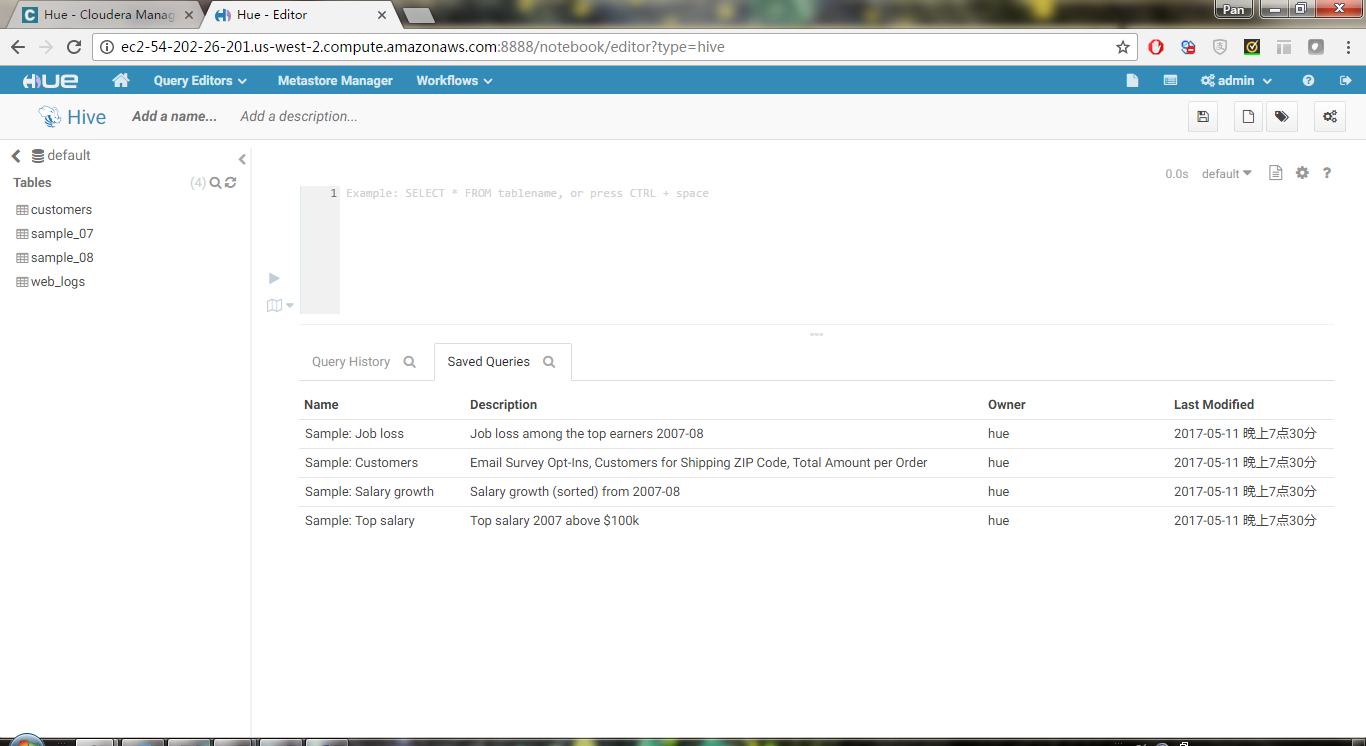 Hue - Cloudera Manag
Hue - Editor
Pan
ec2-54-202-26-201.us-west-2.compute.amazonaws.com:8888/notebook/editor?type=hive
HUE Query Editors Metastore Manager Workflows admin
Hive Add a name... Add a description...
default
Tables (4)
customers
sample_07
sample_08
web_logs
0.0s default
1 Example: SELECT * FROM tablename, or press CTRL + space
Query History Saved Queries
Name Description Owner Last Modified
Sample: Job loss Job loss among the top earners 2007-08 hue 2017-05-11 晚上7点30分
Sample: Customers Email Survey Opt-Ins, Customers for Shipping ZIP Code, Total Amount per Order hue 2017-05-11 晚上7点30分
Sample: Salary growth Salary growth (sorted) from 2007-08 hue 2017-05-11 晚上7点30分
Sample: Top salary Top salary 2007 above $100k hue 2017-05-11 晚上7点30分